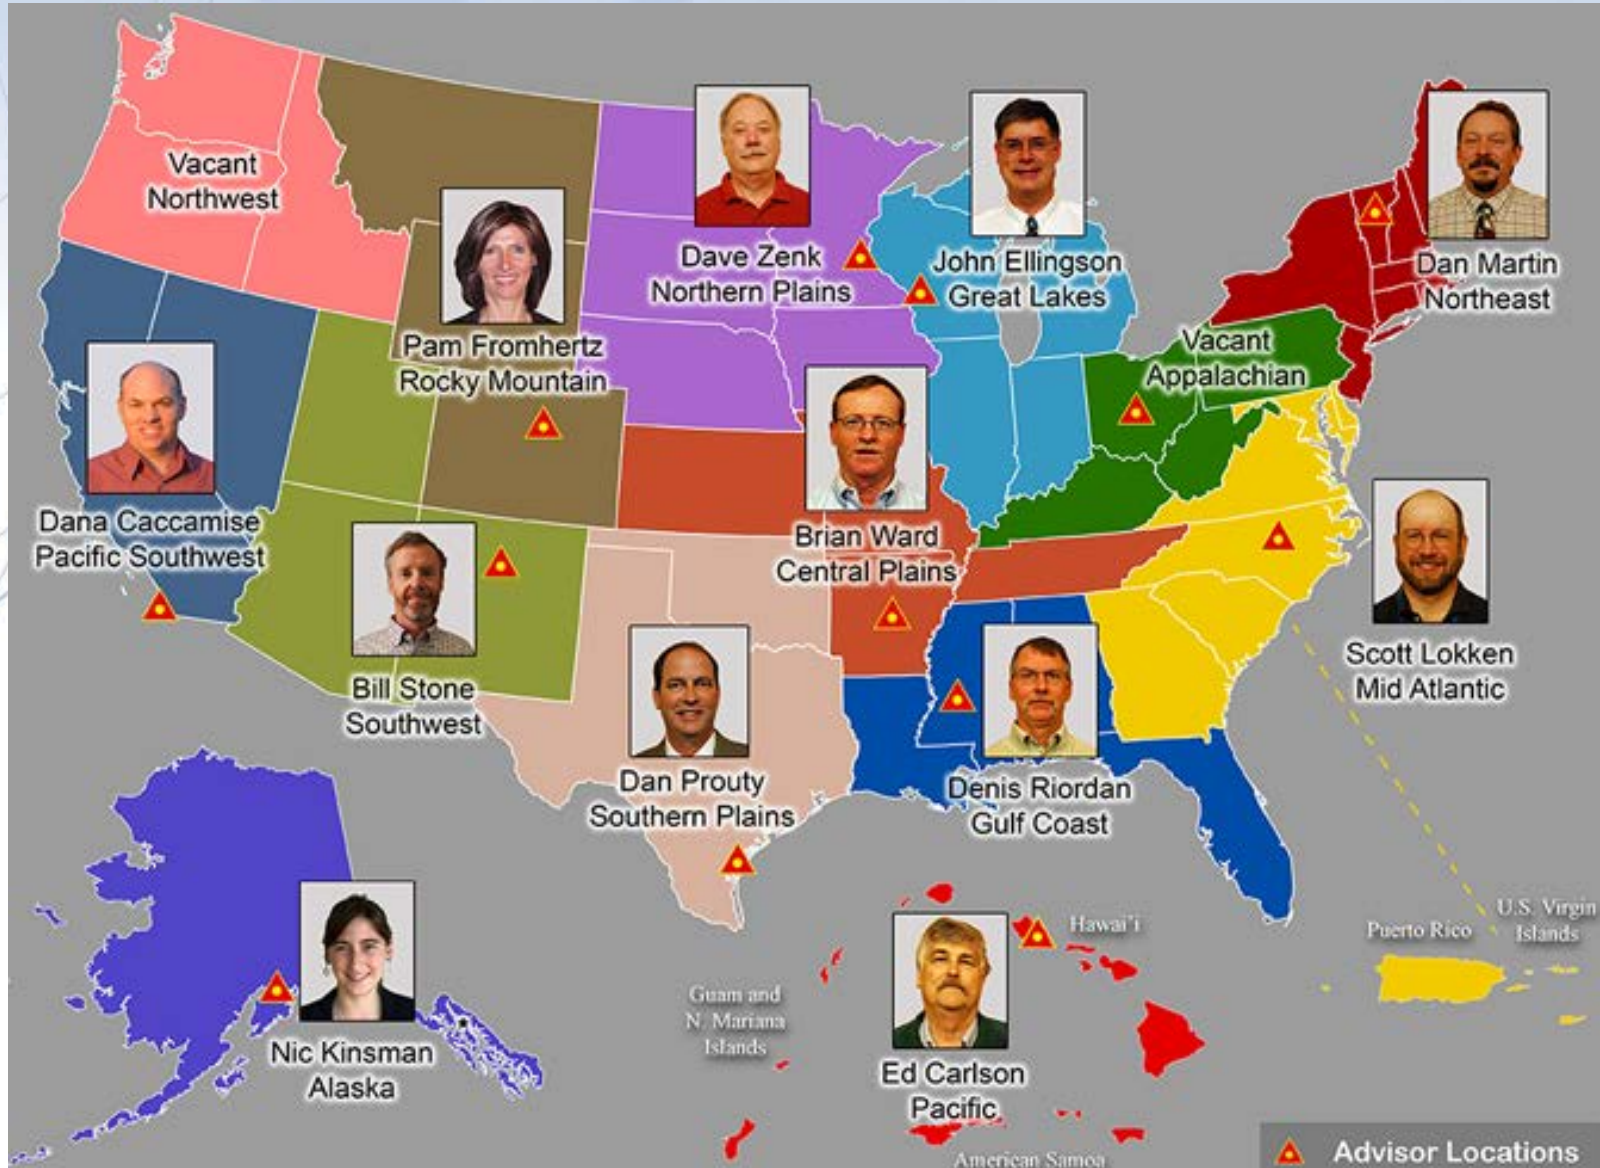 Vacant
Northwest
Dave Zenk
Northern Plains
John Ellingson
Great Lakes
Dan Martin
Northeast
Pam Fromhertz
Rocky Mountain
Vacant
Appalachian
Dana Caccamise
Pacific Southwest
Brian Ward
Central Plains
Bill Stone
Southwest
Scott Lokken
Mid Atlantic
Dan Prouty
Southern Plains
Denis Riordan
Gulf Coast
Hawai'i
Puerto Rico
U.S. Virgin
Islands
Guam and
N. Mariana
Islands
Nic Kinsman
Alaska
Ed Carlson
Pacific
American Samoa
Advisor Locations